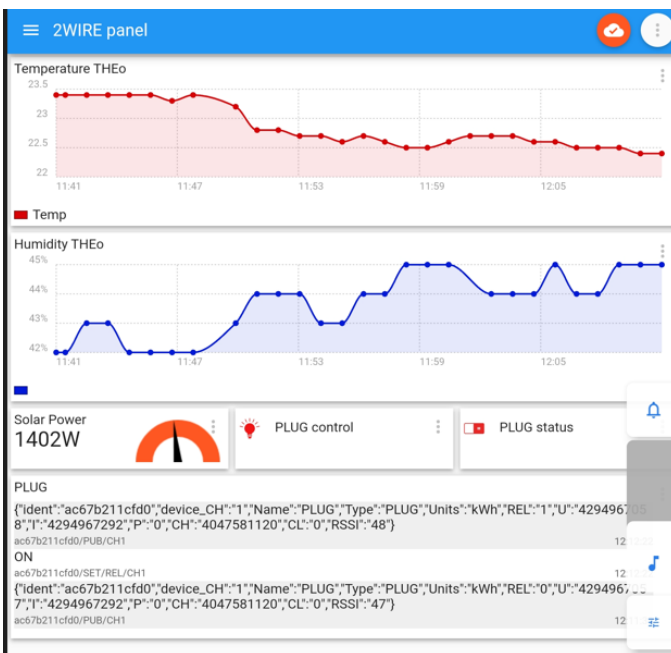 2WIRE panel
Temperature THEo
23.5
23
22.5
22
11:41 11:47 11:53 11:59 12:05
Temp
Humidity THEo
45%
44%
43%
42%
11:41 11:47 11:53 11:59 12:05
Solar Power
1402W
PLUG control
PLUG status
PLUG
{"ident":"ac67b211cfd0","device_CH":"1","Name":"PLUG","Type":"PLUG","Units":"kWh","REL":"1","U":"429496705
8","I":"4294967292","P":"0","CH":"4047581120","CL":"0","RSSI":"48"}
ac67b211cfd0/PUB/CH1
ON
ac67b211cfd0/SET/REL/CH1
{"ident":"ac67b211cfd0","device_CH":"1","Name":"PLUG","Type":"PLUG","Units":"kWh","REL":"0","U":"429496
7","I":"4294967292","P":"0","CH":"4047581120","CL":"0","RSSI":"47"}
ac67b211cfd0/PUB/CH1